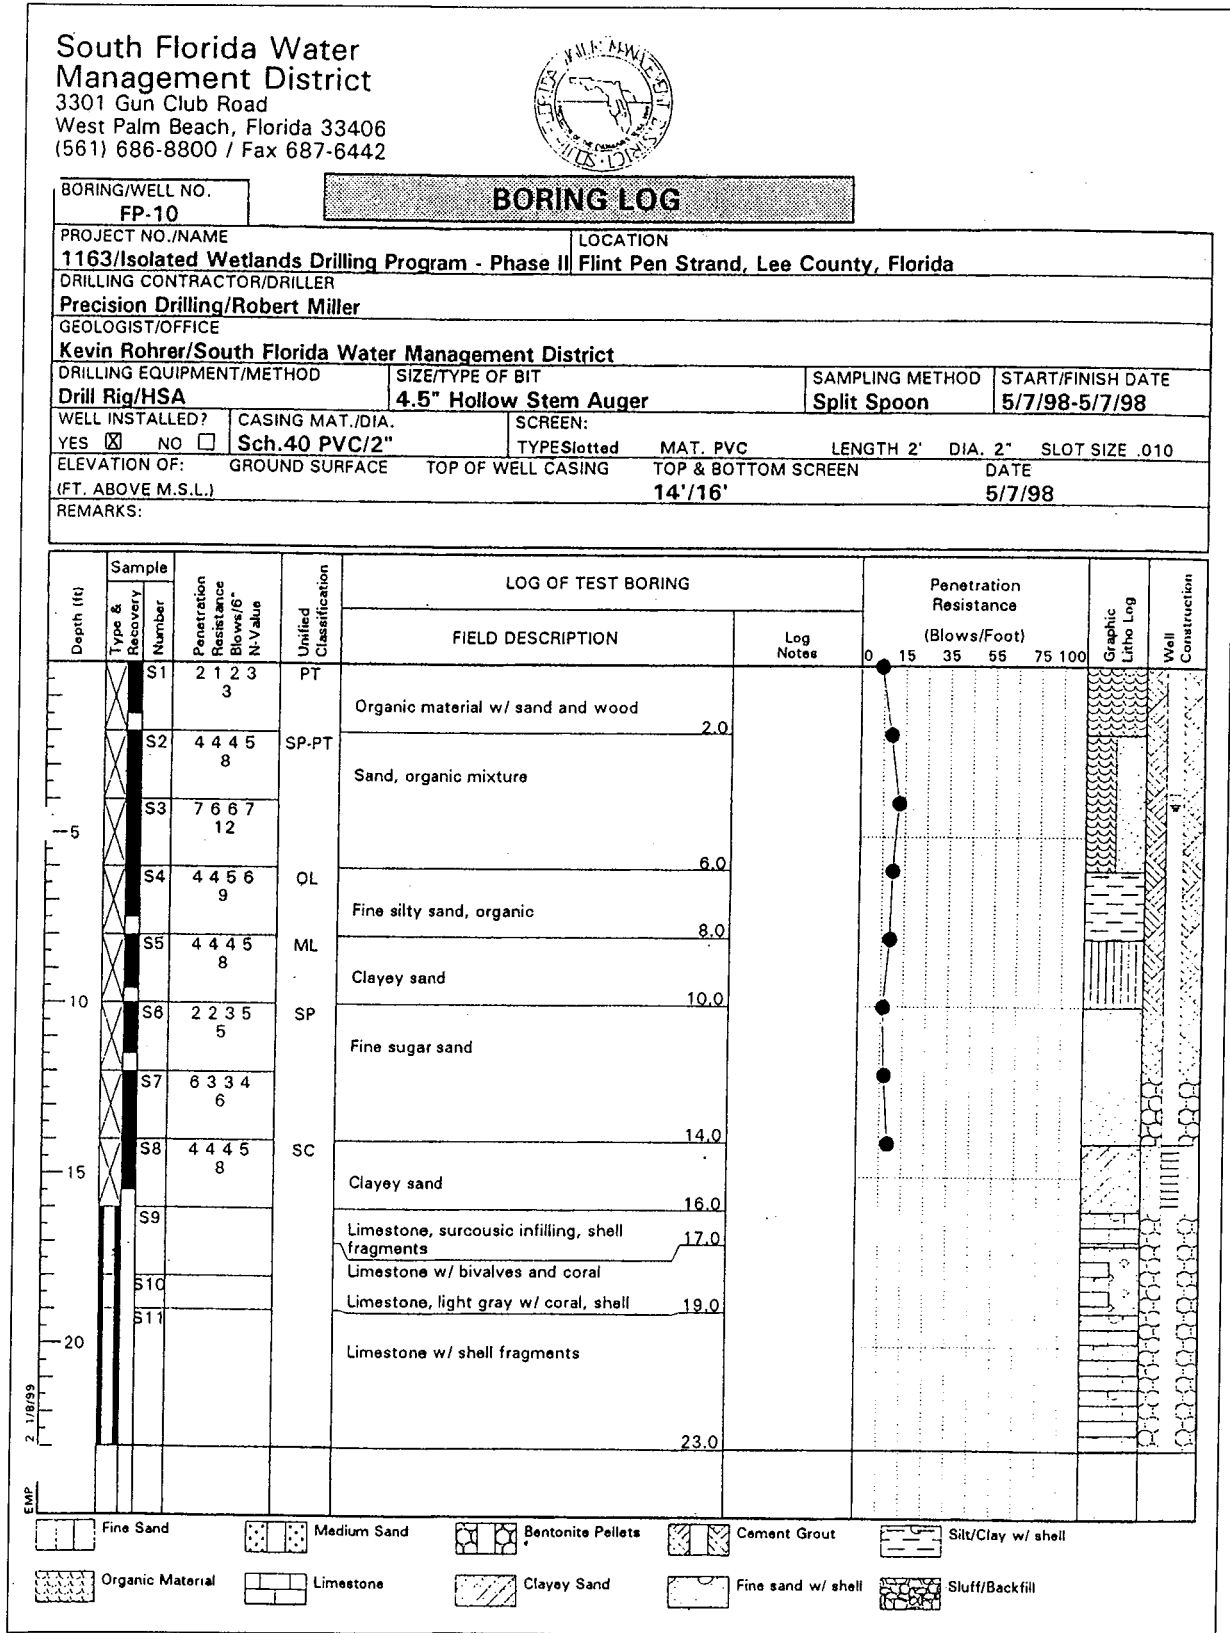 South Florida Water
Management District
3301 Gun Club Road
West Palm Beach, Florida 33406
(561) 686-8800 / Fax 687-6442
BORING/WELL NO.
FP-10
BORING LOG
PROJECT NO./NAME
LOCATION
1163/Isolated Wetlands Drilling Program - Phase II
Flint Pen Strand, Lee County, Florida
DRILLING CONTRACTOR/DRILLER
Precision Drilling/Robert Miller
GEOLOGIST/OFFICE
Kevin Rohrer/South Florida Water Management District
DRILLING EQUIPMENT/METHOD
SIZE/TYPE OF BIT
SAMPLING METHOD
START/FINISH DATE
Drill Rig/HSA
4.5" Hollow Stem Auger
Split Spoon
5/7/98-5/7/98
WELL INSTALLED?
CASING MAT./DIA.
SCREEN:
YES ☒ NO ☐
Sch.40 PVC/2"
TYPESlotted MAT. PVC LENGTH 2' DIA. 2" SLOT SIZE .010
ELEVATION OF: GROUND SURFACE TOP OF WELL CASING TOP & BOTTOM SCREEN DATE
(FT. ABOVE M.S.L.) 14'/16' 5/7/98
REMARKS:
Depth (ft)
Sample
Type &
Recovery
Number
Penetration
Resistance
Blows/6"
N-Value
Unified
Classification
LOG OF TEST BORING
FIELD DESCRIPTION
Log
Notes
Penetration
Resistance
(Blows/Foot)
0 15 35 55 75 100
Graphic
Litho Log
Well
Construction
S1 2 1 2 3 PT
3
Organic material w/ sand and wood
2.0
S2 4 4 4 5 SP-PT
8
Sand, organic mixture
S3 7 6 6 7
12
5
6.0
S4 4 4 5 6 OL
9
Fine silty sand, organic
8.0
S5 4 4 4 5 ML
8
Clayey sand
10.0
10
S6 2 2 3 5 SP
5
Fine sugar sand
S7 6 3 3 4
6
14.0
S8 4 4 4 5 SC
8
15
Clayey sand
16.0
S9
Limestone, surcousic infilling, shell
fragments
17.0
Limestone w/ bivalves and coral
S10
Limestone, light gray w/ coral, shell
19.0
S11
20
Limestone w/ shell fragments
23.0
EMP 2 1/8/99
Fine Sand
Medium Sand
Bentonite Pellets
Cement Grout
Silt/Clay w/ shell
Organic Material
Limestone
Clayey Sand
Fine sand w/ shell
Sluff/Backfill